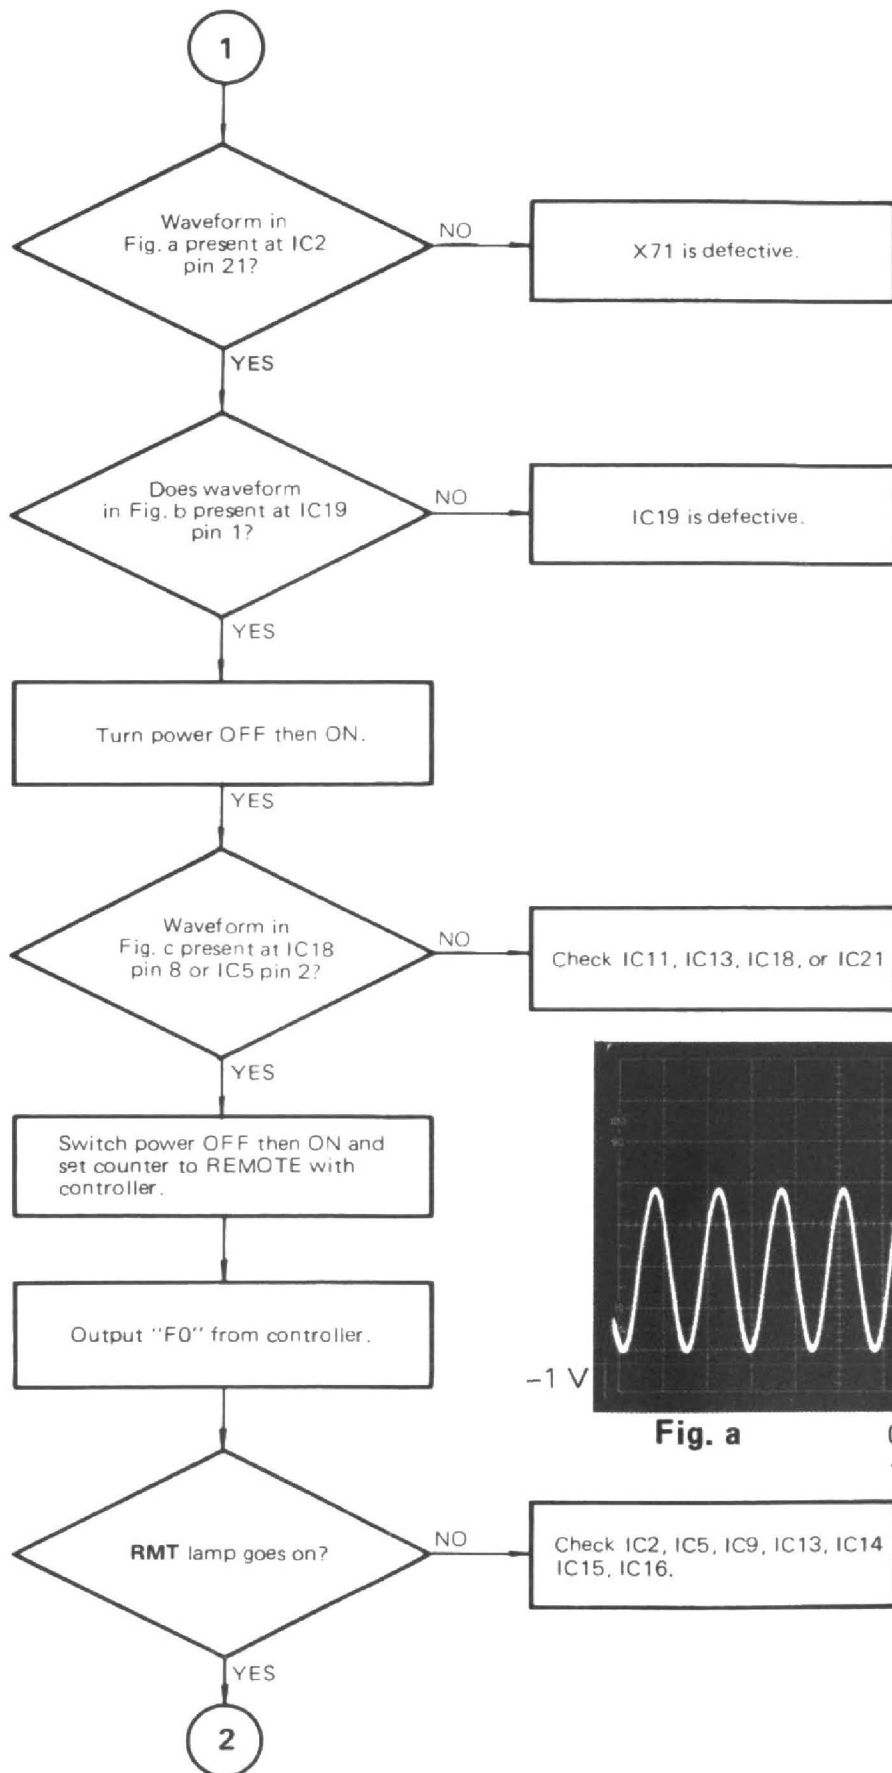 1
Waveform in
Fig. a present at IC2
pin 21?
NO
X71 is defective.
YES
Does waveform
in Fig. b present at IC19
pin 1?
NO
IC19 is defective.
YES
Turn power OFF then ON.
YES
Waveform in
Fig. c present at IC18
pin 8 or IC5 pin 2?
NO
Check IC11, IC13, IC18, or IC21
YES
Switch power OFF then ON and
set counter to REMOTE with
controller.
Output "F0" from controller.
-1 V
Fig. a
RMT lamp goes on?
NO
Check IC2, IC5, IC9, IC13, IC14
IC15, IC16.
YES
2